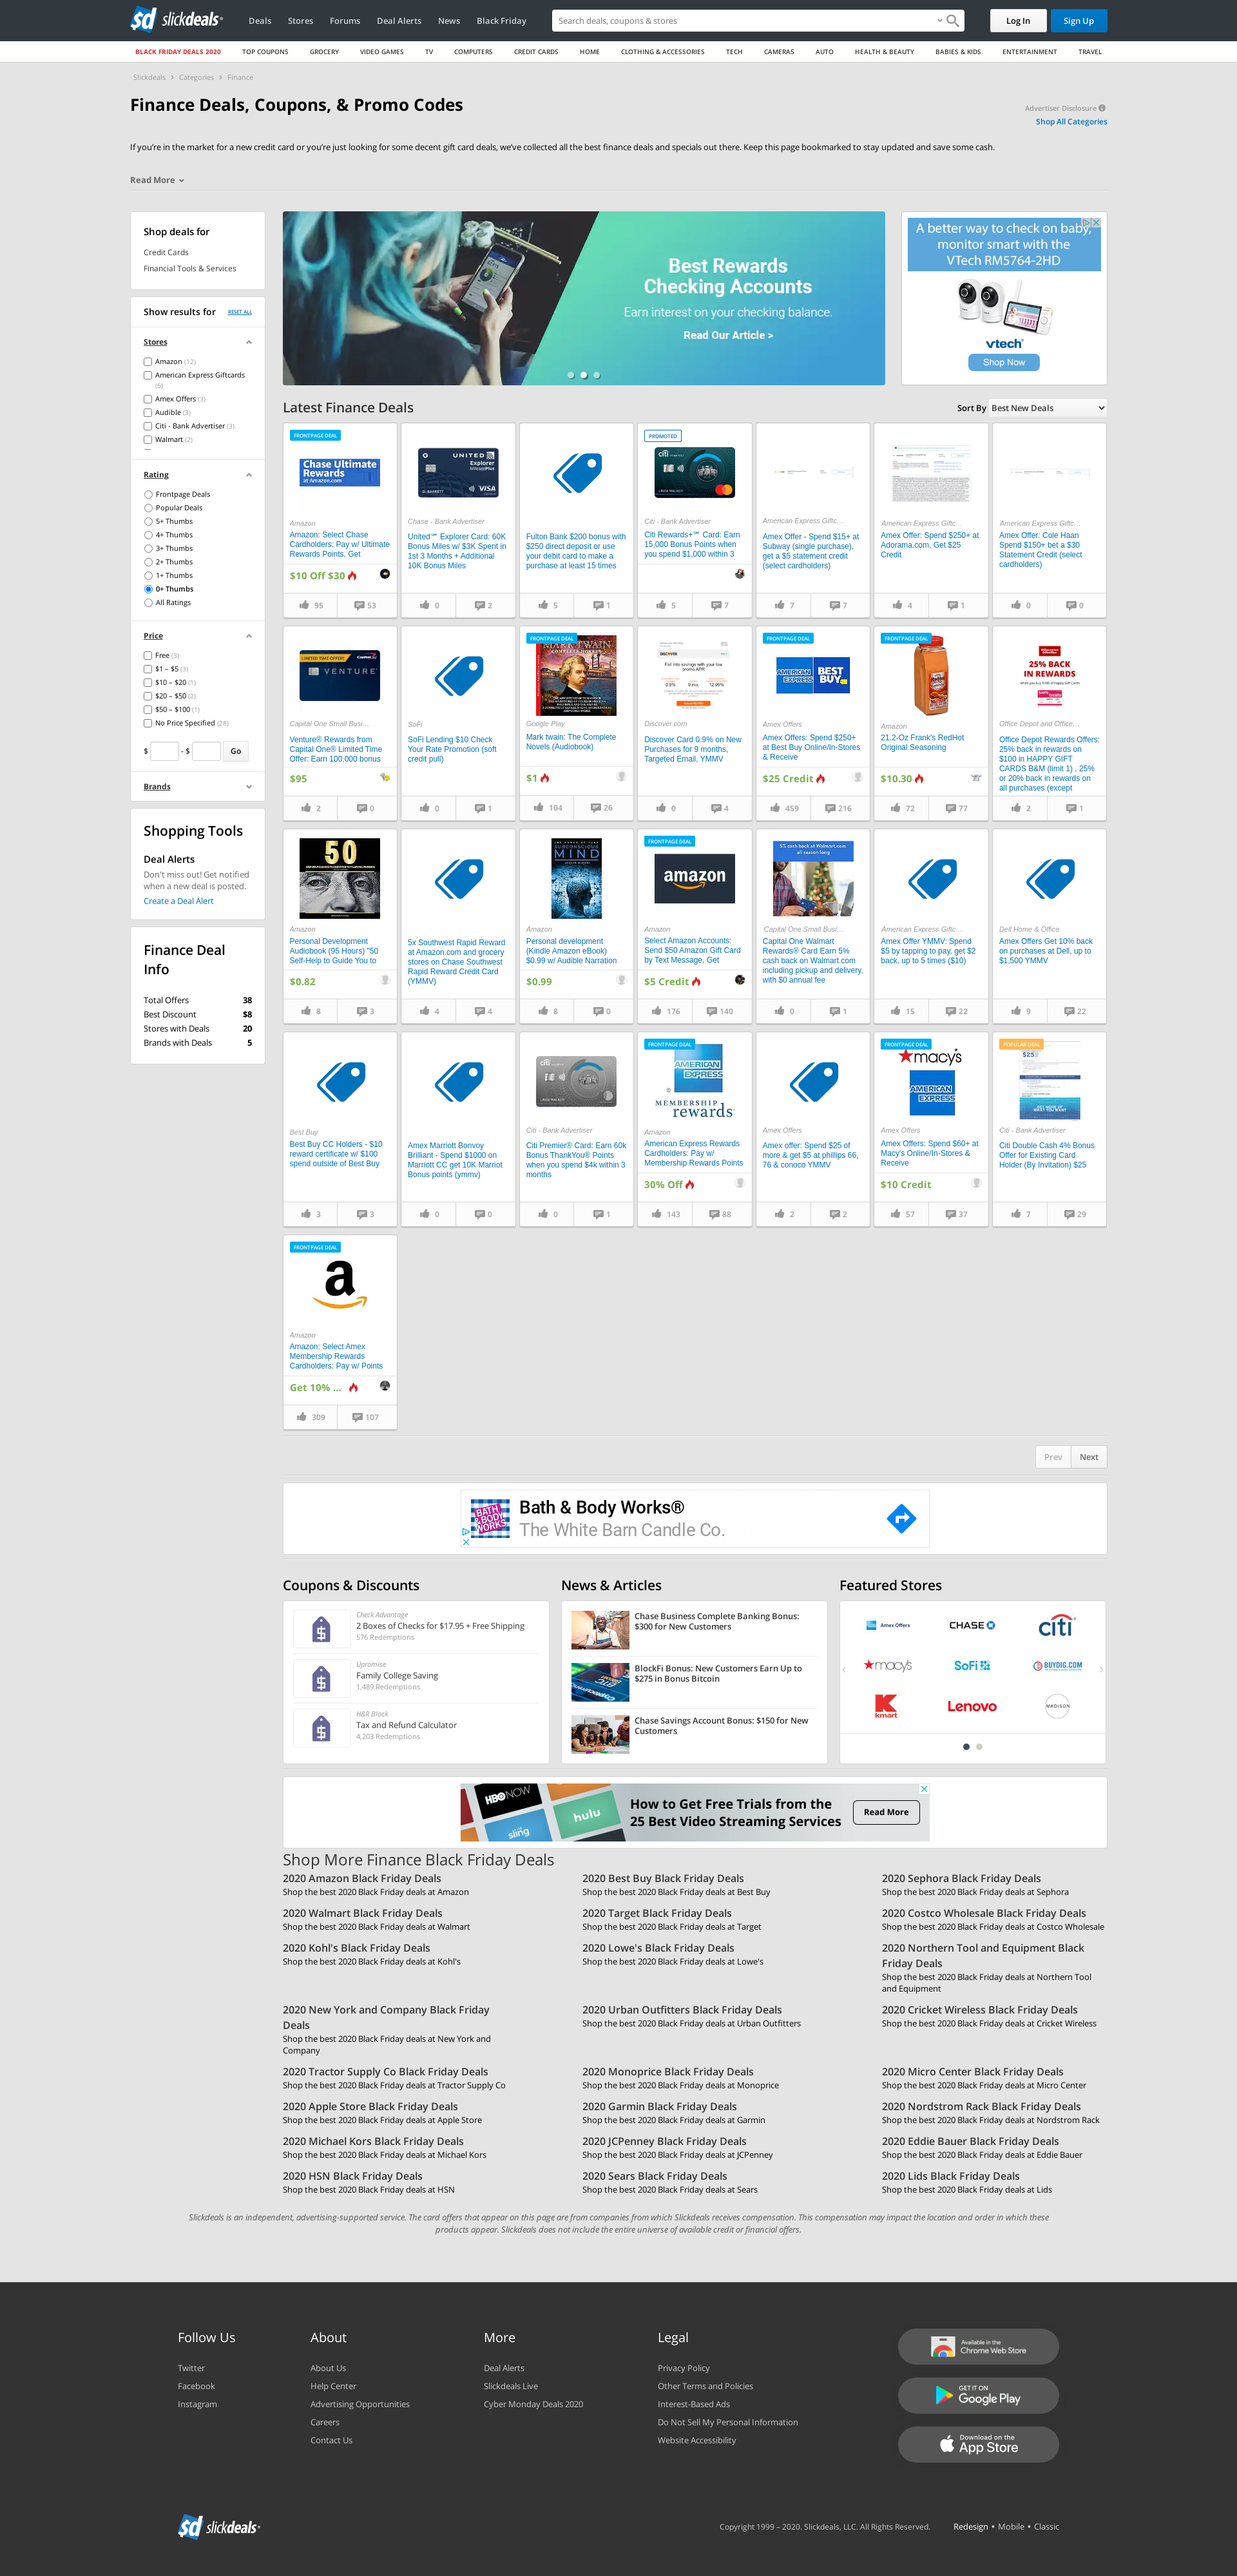 slickdeals
Deals
Stores
Forums
Deal Alerts
News
Black Friday
Search deals, coupons & stores
Log In
Sign Up
BLACK FRIDAY DEALS 2020
TOP COUPONS
GROCERY
VIDEO GAMES
TV
COMPUTERS
CREDIT CARDS
HOME
CLOTHING & ACCESSORIES
TECH
CAMERAS
AUTO
HEALTH & BEAUTY
BABIES & KIDS
ENTERTAINMENT
TRAVEL
Slickdeals > Categories > Finance
Finance Deals, Coupons, & Promo Codes
Advertiser Disclosure
Shop All Categories
If you're in the market for a new credit card or you're just looking for some decent gift card deals, we've collected all the best finance deals and specials out there. Keep this page bookmarked to stay updated and save some cash.
Read More
Shop deals for
Credit Cards
Financial Tools & Services
Show results for
RESET ALL
Stores
Amazon (12)
American Express Giftcards
(6)
Amex Offers (3)
Audible (3)
Citi - Bank Advertiser (3)
Walmart (2)
Rating
Frontpage Deals
Popular Deals
5+ Thumbs
4+ Thumbs
3+ Thumbs
2+ Thumbs
1+ Thumbs
0+ Thumbs
All Ratings
Price
Free (3)
$1 – $5 (3)
$10 – $20 (1)
$20 – $50 (2)
$50 – $100 (1)
No Price Specified (28)
$ - $ Go
Brands
Shopping Tools
Deal Alerts
Don't miss out! Get notified
when a new deal is posted.
Create a Deal Alert
Finance Deal
Info
Total Offers 38
Best Discount $8
Stores with Deals 20
Brands with Deals 5
Best Rewards
Checking Accounts
Earn interest on your checking balance.
Read Our Article >
A better way to check on baby,
monitor smart with the
VTech RM5764-2HD
vtech
Shop Now
Latest Finance Deals
Sort By Best New Deals
FRONTPAGE DEAL
Chase Ultimate
Rewards
at Amazon.com
Amazon
Amazon: Select Chase
Cardholders: Pay w/ Ultimate
Rewards Points, Get
$10 Off $30
95
53
UNITED
Explorer
VISA
Chase - Bank Advertiser
United℠ Explorer Card: 60K
Bonus Miles w/ $3K Spent in
1st 3 Months + Additional
10K Bonus Miles
0
2
Fulton Bank $200 bonus with
$250 direct deposit or use
your debit card to make a
purchase at least 15 times
5
1
PROMOTED
citi
Citi - Bank Advertiser
Citi Rewards+℠ Card: Earn
15,000 Bonus Points when
you spend $1,000 within 3
5
7
American Express Giftc...
Amex Offer - Spend $15+ at
Subway (single purchase),
get a $5 statement credit
(select cardholders)
7
7
American Express Giftc...
Amex Offer: Spend $250+ at
Adorama.com, Get $25
Credit
4
1
American Express Giftc...
Amex Offer: Cole Haan
Spend $150+ bet a $30
Statement Credit (select
cardholders)
0
0
LIMITED TIME OFFER!
VENTURE
Capital One Small Busi...
Venture® Rewards from
Capital One® Limited Time
Offer: Earn 100,000 bonus
$95
2
0
SoFi
SoFi Lending $10 Check
Your Rate Promotion (soft
credit pull)
0
1
FRONTPAGE DEAL
MARK TWAIN
Google Play
Mark twain: The Complete
Novels (Audiobook)
$1
104
26
DISCOVER
Discover.com
Discover Card 0.9% on New
Purchases for 9 months,
Targeted Email, YMMV
0
4
FRONTPAGE DEAL
AMERICAN EXPRESS
BEST BUY
Amex Offers
Amex Offers: Spend $250+
at Best Buy Online/In-Stores
& Receive
$25 Credit
459
216
FRONTPAGE DEAL
Amazon
21.2-Oz Frank's RedHot
Original Seasoning
$10.30
72
77
25% BACK
IN REWARDS
Office Depot and Office...
Office Depot Rewards Offers:
25% back in rewards on
$100 in HAPPY GIFT
CARDS B&M (limit 1) , 25%
or 20% back in rewards on
all purchases (except
2
1
50
Amazon
Personal Development
Audiobook (95 Hours) "50
Self-Help to Guide You to
$0.82
8
3
5x Southwest Rapid Reward
at Amazon.com and grocery
stores on Chase Southwest
Rapid Reward Credit Card
(YMMV)
4
4
SUBCONSCIOUS
MIND
Amazon
Personal development
(Kindle Amazon eBook)
$0.99 w/ Audible Narration
$0.99
8
0
FRONTPAGE DEAL
amazon
Amazon
Select Amazon Accounts:
Send $50 Amazon Gift Card
by Text Message, Get
$5 Credit
176
140
5% cash back at Walmart.com
all season long
Capital One Small Busi...
Capital One Walmart
Rewards® Card Earn 5%
cash back on Walmart.com
including pickup and delivery,
with $0 annual fee
0
1
American Express Giftc...
Amex Offer YMMV: Spend
$5 by tapping to pay, get $2
back, up to 5 times ($10)
15
22
Dell Home & Office
Amex Offers Get 10% back
on purchases at Dell, up to
$1,500 YMMV
9
22
Best Buy
Best Buy CC Holders - $10
reward certificate w/ $100
spend outside of Best Buy
3
3
Amex Marriott Bonvoy
Brilliant - Spend $1000 on
Marriott CC get 10K Marriot
Bonus points (ymmv)
0
0
citi
Citi - Bank Advertiser
Citi Premier® Card: Earn 60k
Bonus ThankYou® Points
when you spend $4k within 3
months
0
1
FRONTPAGE DEAL
AMERICAN EXPRESS
MEMBERSHIP
rewards
Amazon
American Express Rewards
Cardholders: Pay w/
Membership Rewards Points
30% Off
143
88
Amex Offers
Amex offer: Spend $25 of
more & get $5 at phillips 66,
76 & conoco YMMV
2
2
FRONTPAGE DEAL
macy's
AMERICAN EXPRESS
Amex Offers
Amex Offers: Spend $60+ at
Macy's Online/In-Stores &
Receive
$10 Credit
57
37
POPULAR DEAL
$25
Citi - Bank Advertiser
Citi Double Cash 4% Bonus
Offer for Existing Card
Holder (By Invitation) $25
7
29
FRONTPAGE DEAL
a
Amazon
Amazon: Select Amex
Membership Rewards
Cardholders: Pay w/ Points
Get 10% ...
309
107
Prev
Next
BATH & BODY WORKS
Bath & Body Works®
The White Barn Candle Co.
Coupons & Discounts
Check Advantage
2 Boxes of Checks for $17.95 + Free Shipping
576 Redemptions
Upromise
Family College Saving
1,489 Redemptions
H&R Block
Tax and Refund Calculator
4,203 Redemptions
News & Articles
Chase Business Complete Banking Bonus:
$300 for New Customers
BlockFi Bonus: New Customers Earn Up to
$275 in Bonus Bitcoin
Chase Savings Account Bonus: $150 for New
Customers
Featured Stores
Amex Offers
CHASE
citi
macy's
SoFi
BUYDIG.COM
kmart
Lenovo
MADISON
HBO NOW
hulu
sling
How to Get Free Trials from the
25 Best Video Streaming Services
Read More
Shop More Finance Black Friday Deals
2020 Amazon Black Friday Deals
Shop the best 2020 Black Friday deals at Amazon
2020 Best Buy Black Friday Deals
Shop the best 2020 Black Friday deals at Best Buy
2020 Sephora Black Friday Deals
Shop the best 2020 Black Friday deals at Sephora
2020 Walmart Black Friday Deals
Shop the best 2020 Black Friday deals at Walmart
2020 Target Black Friday Deals
Shop the best 2020 Black Friday deals at Target
2020 Costco Wholesale Black Friday Deals
Shop the best 2020 Black Friday deals at Costco Wholesale
2020 Kohl's Black Friday Deals
Shop the best 2020 Black Friday deals at Kohl's
2020 Lowe's Black Friday Deals
Shop the best 2020 Black Friday deals at Lowe's
2020 Northern Tool and Equipment Black
Friday Deals
Shop the best 2020 Black Friday deals at Northern Tool
and Equipment
2020 New York and Company Black Friday
Deals
Shop the best 2020 Black Friday deals at New York and
Company
2020 Urban Outfitters Black Friday Deals
Shop the best 2020 Black Friday deals at Urban Outfitters
2020 Cricket Wireless Black Friday Deals
Shop the best 2020 Black Friday deals at Cricket Wireless
2020 Tractor Supply Co Black Friday Deals
Shop the best 2020 Black Friday deals at Tractor Supply Co
2020 Monoprice Black Friday Deals
Shop the best 2020 Black Friday deals at Monoprice
2020 Micro Center Black Friday Deals
Shop the best 2020 Black Friday deals at Micro Center
2020 Apple Store Black Friday Deals
Shop the best 2020 Black Friday deals at Apple Store
2020 Garmin Black Friday Deals
Shop the best 2020 Black Friday deals at Garmin
2020 Nordstrom Rack Black Friday Deals
Shop the best 2020 Black Friday deals at Nordstrom Rack
2020 Michael Kors Black Friday Deals
Shop the best 2020 Black Friday deals at Michael Kors
2020 JCPenney Black Friday Deals
Shop the best 2020 Black Friday deals at JCPenney
2020 Eddie Bauer Black Friday Deals
Shop the best 2020 Black Friday deals at Eddie Bauer
2020 HSN Black Friday Deals
Shop the best 2020 Black Friday deals at HSN
2020 Sears Black Friday Deals
Shop the best 2020 Black Friday deals at Sears
2020 Lids Black Friday Deals
Shop the best 2020 Black Friday deals at Lids
Slickdeals is an independent, advertising-supported service. The card offers that appear on this page are from companies from which Slickdeals receives compensation. This compensation may impact the location and order in which these
products appear. Slickdeals does not include the entire universe of available credit or financial offers.
Follow Us
Twitter
Facebook
Instagram
About
About Us
Help Center
Advertising Opportunities
Careers
Contact Us
More
Deal Alerts
Slickdeals Live
Cyber Monday Deals 2020
Legal
Privacy Policy
Other Terms and Policies
Interest-Based Ads
Do Not Sell My Personal Information
Website Accessibility
Available in the
Chrome Web Store
GET IT ON
Google Play
Download on the
App Store
slickdeals
Copyright 1999 – 2020. Slickdeals, LLC. All Rights Reserved.
Redesign • Mobile • Classic